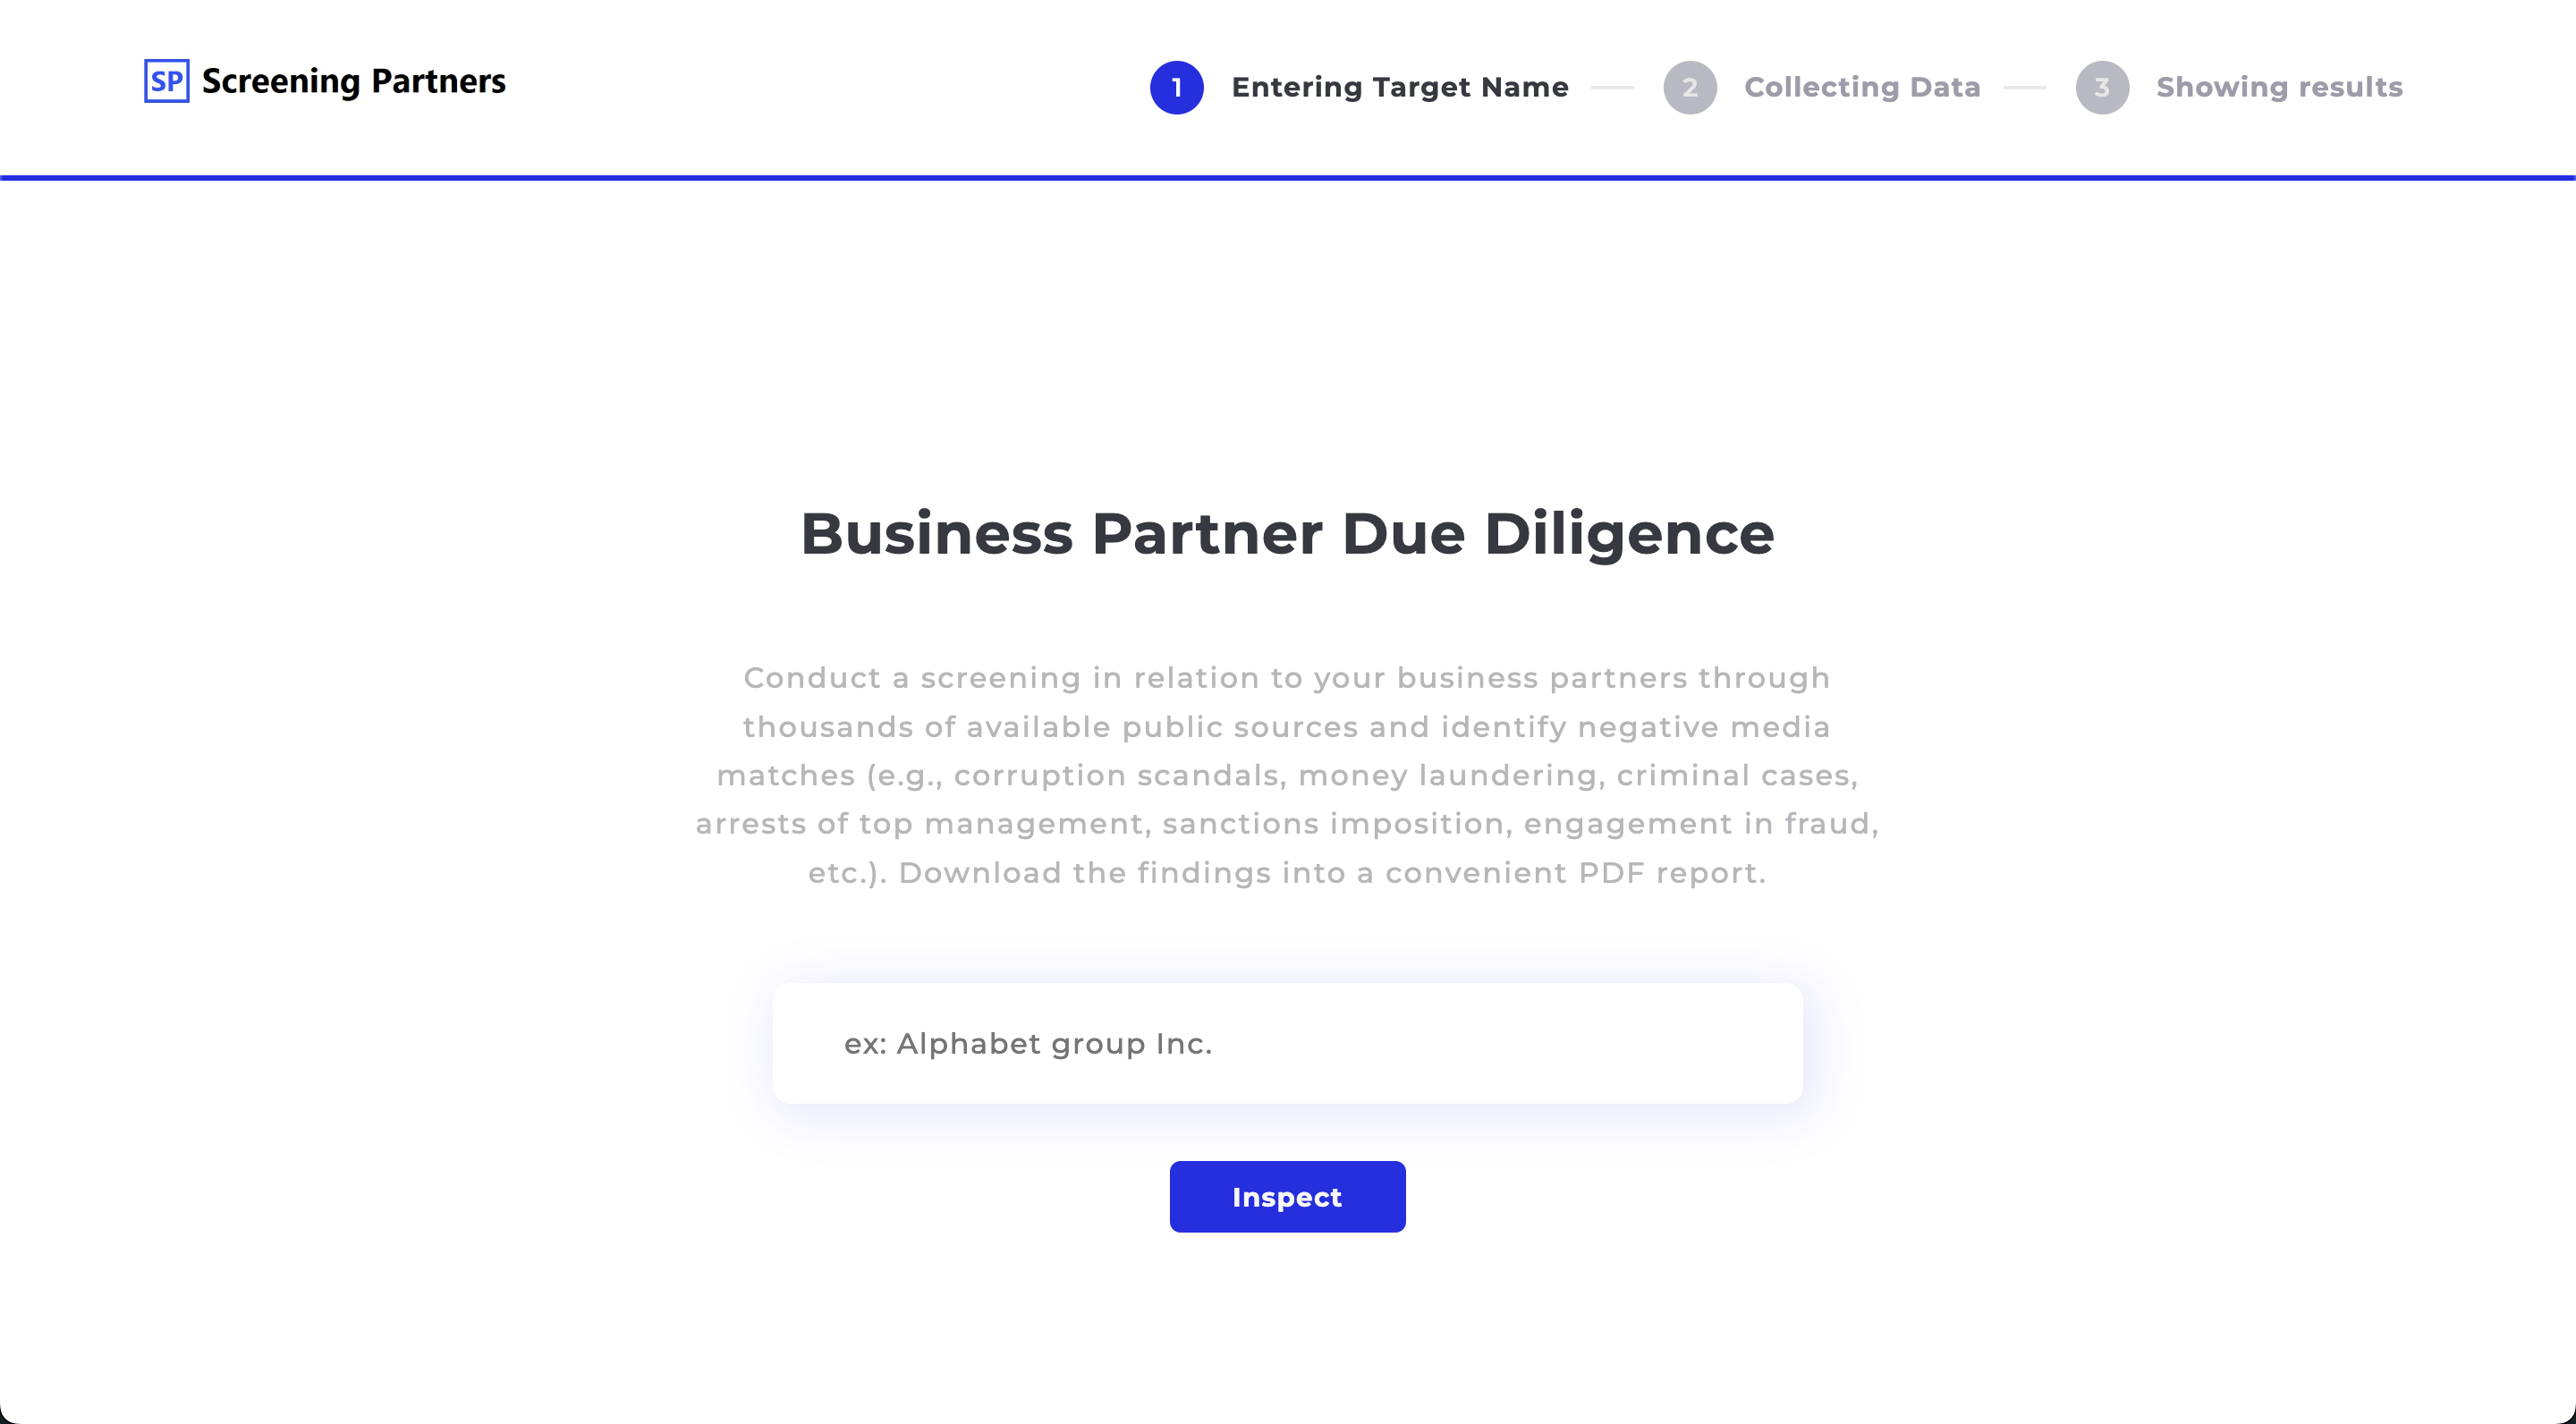 SP Screening Partners
1 Entering Target Name 2 Collecting Data 3 Showing results
Business Partner Due Diligence
Conduct a screening in relation to your business partners through
thousands of available public sources and identify negative media
matches (e.g., corruption scandals, money laundering, criminal cases,
arrests of top management, sanctions imposition, engagement in fraud,
etc.). Download the findings into a convenient PDF report.
ex: Alphabet group Inc.
Inspect